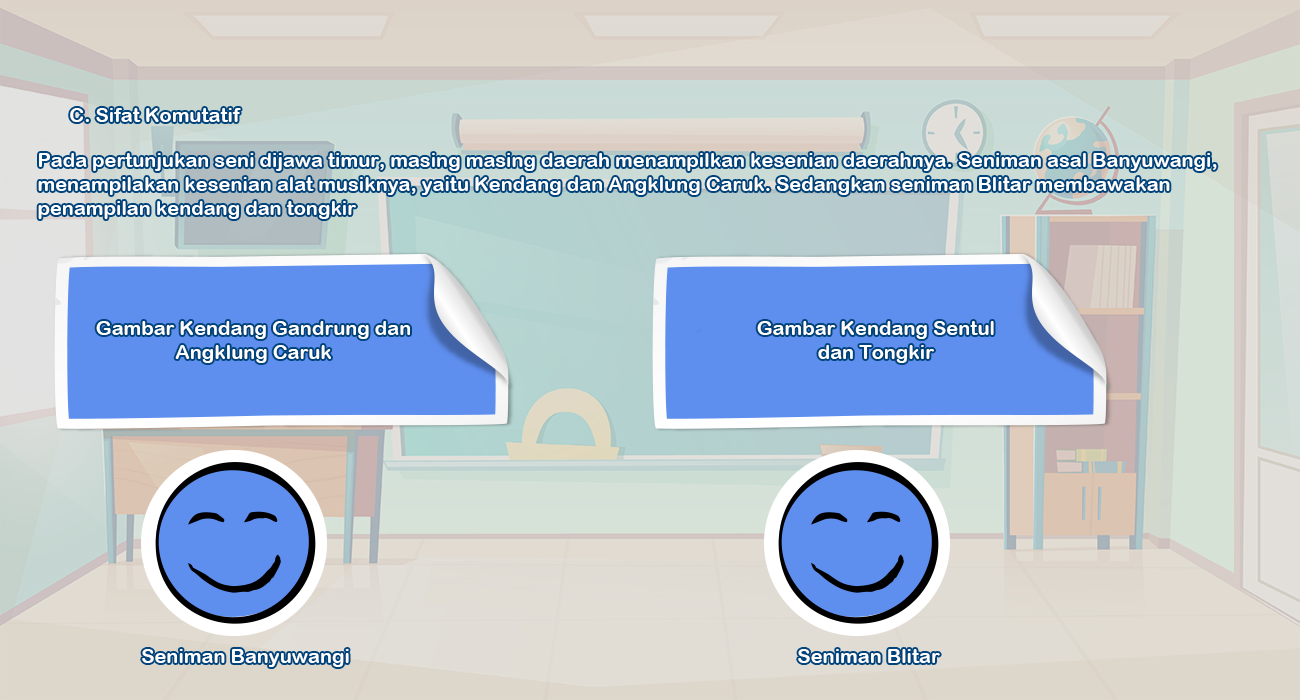 C. Sifat Komutatif
Pada pertunjukan seni dijawa timur, masing masing daerah menampilkan kesenian daerahnya. Seniman asal Banyuwangi,
menampilakan kesenian alat musiknya, yaitu Kendang dan Angklung Caruk. Sedangkan seniman Blitar membawakan
penampilan kendang dan tongkir
Gambar Kendang Gandrung dan
Angklung Caruk
Gambar Kendang Sentul
dan Tongkir
Seniman Banyuwangi
Seniman Blitar